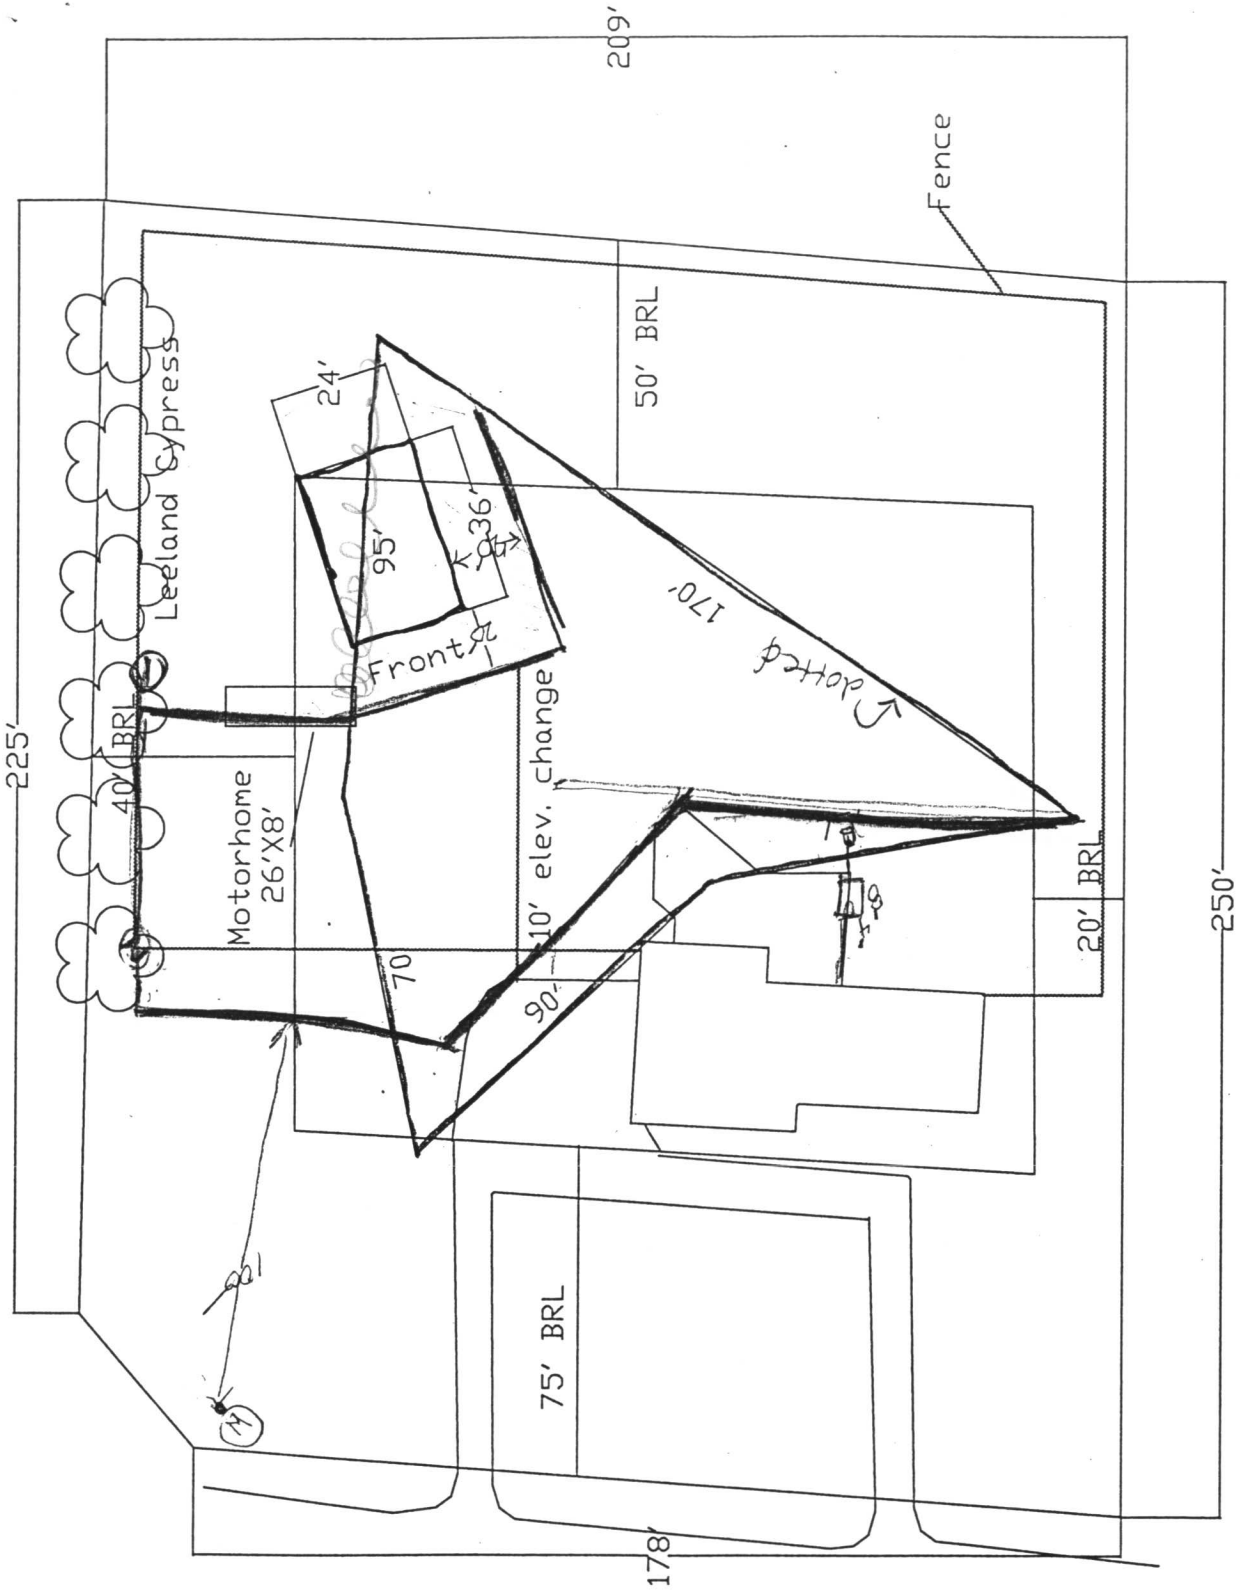 209'
Fence
225'
Leeland Cypress
24'
50' BRL
36'
95'
170'
dotted
Front
40' BRL
Motorhome
26'X8'
10' elev. change
70
90'
20' BRL
250'
75' BRL
178'